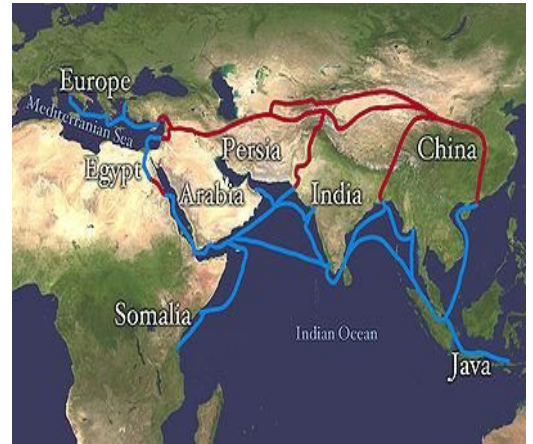 Europe
Mediterranean Sea
Egypt
Persia
China
Arabia
India
Somalia
Indian Ocean
Java